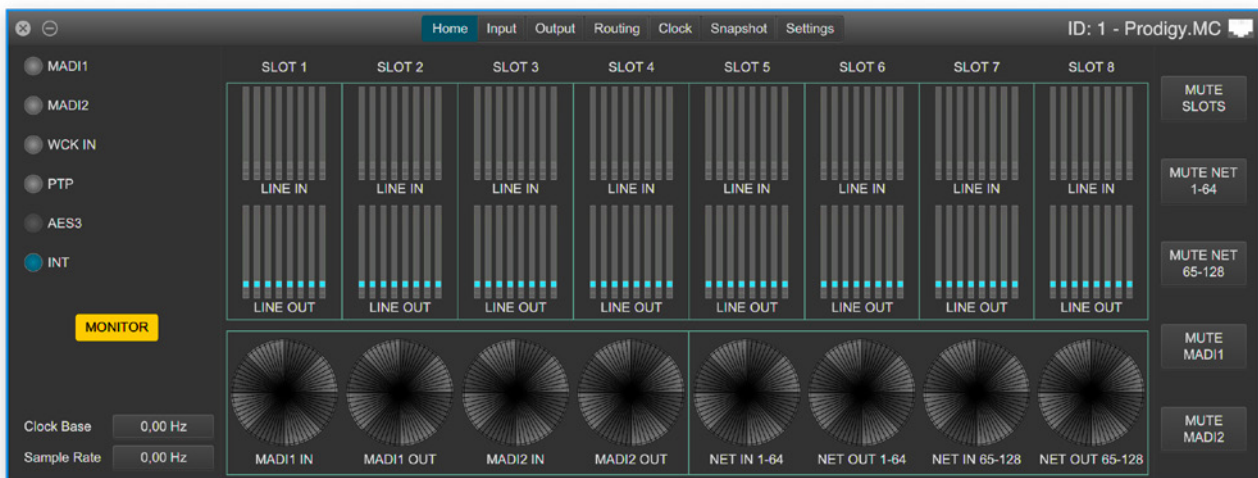 Home Input Output Routing Clock Snapshot Settings
ID: 1 - Prodigy.MC
MADI1
MADI2
WCK IN
PTP
AES3
INT
MONITOR
Clock Base 0,00 Hz
Sample Rate 0,00 Hz
SLOT 1 SLOT 2 SLOT 3 SLOT 4 SLOT 5 SLOT 6 SLOT 7 SLOT 8
LINE IN LINE IN LINE IN LINE IN LINE IN LINE IN LINE IN LINE IN
LINE OUT LINE OUT LINE OUT LINE OUT LINE OUT LINE OUT LINE OUT LINE OUT
MADI1 IN MADI1 OUT MADI2 IN MADI2 OUT NET IN 1-64 NET OUT 1-64 NET IN 65-128 NET OUT 65-128
MUTE
SLOTS
MUTE NET
1-64
MUTE NET
65-128
MUTE
MADI1
MUTE
MADI2